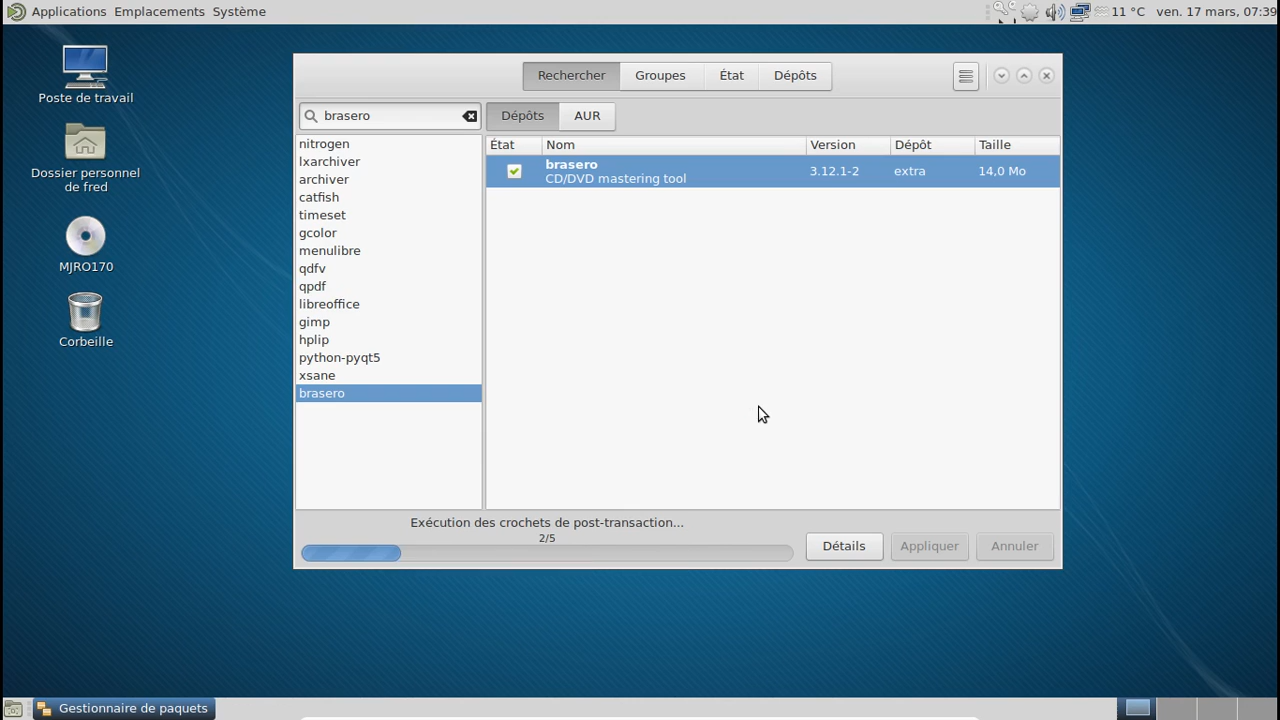 Applications Emplacements Système
11 °C ven. 17 mars, 07:39
Poste de travail
Dossier personnel
de fred
MJRO170
Corbeille
Rechercher Groupes État Dépôts
brasero
Dépôts AUR
nitrogen
lxarchiver
archiver
catfish
timeset
gcolor
menulibre
qdfv
qpdf
libreoffice
gimp
hplip
python-pyqt5
xsane
brasero
État Nom Version Dépôt Taille
brasero
CD/DVD mastering tool
3.12.1-2 extra 14,0 Mo
Exécution des crochets de post-transaction...
2/5
Détails Appliquer Annuler
Gestionnaire de paquets